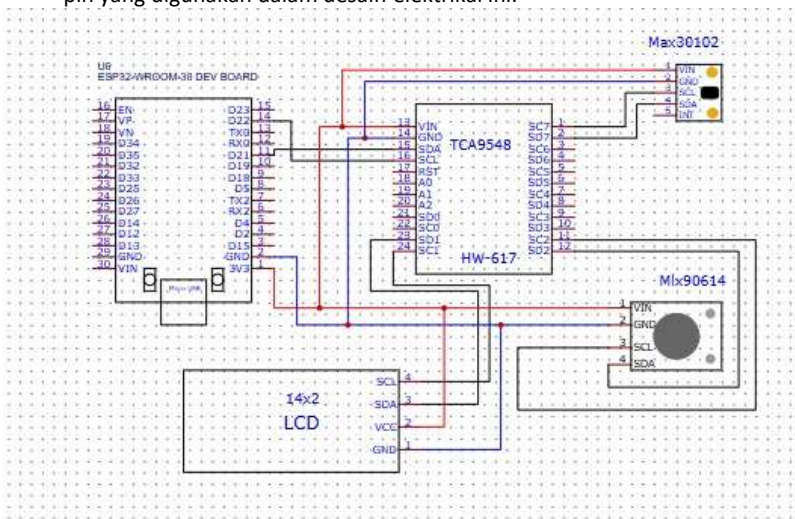 pin yang digunakan dalam desain elektrikal ini.
Max30102
1 VIN
2 GND
3 SCL
4 SDA
5 INT
U8
ESP32-WROOM-38 DEV BOARD
16 EN D23 15
17 VP D22 14
18 VN TX0 13
19 D34 RX0 12
20 D35 D21 11
21 D32 D19 10
22 D33 D18 9
23 D25 D5 8
24 D26 TX2 7
25 D27 RX2 6
26 D14 D4 5
27 D12 D2 4
28 D13 D15 3
29 GND GND 2
30 VIN 3V3 1
TCA9548
13 VIN SC7 1
14 GND SD7 2
15 SDA SC6 3
16 SCL SD6 4
17 RST SC5 5
18 A0 SD5 6
19 A1 SC4 7
20 A2 SD4 8
21 SD0 SC3 9
22 SC0 SD3 10
23 SD1 SC2 11
24 SC1 SD2 12
HW-617
Mlx90614
1 VIN
2 GND
3 SCL
4 SDA
14x2
LCD
SCL 4
SDA 3
VCC 2
GND 1